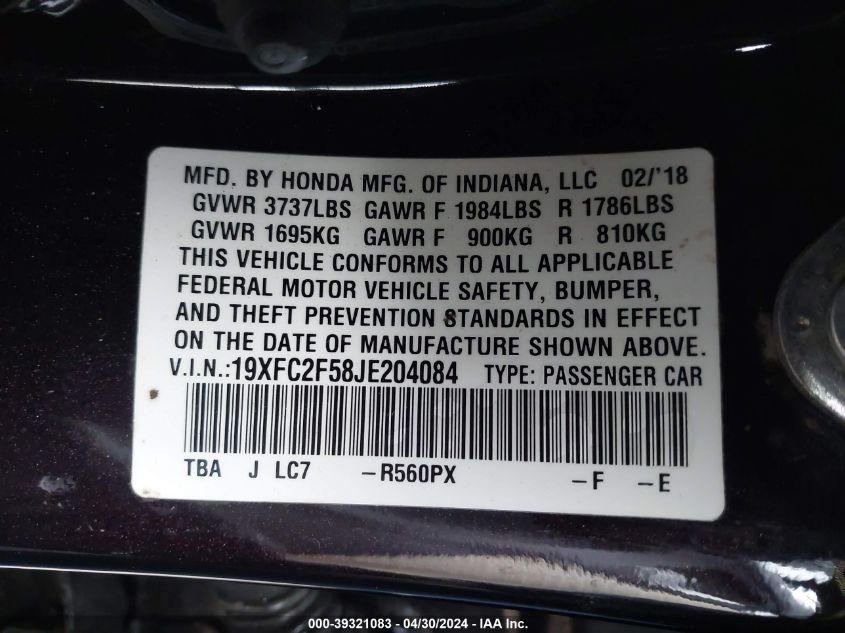 MFD. BY HONDA MFG. OF INDIANA, LLC 02/'18
GVWR 3737LBS GAWR F 1984LBS R 1786LBS
GVWR 1695KG GAWR F 900KG R 810KG
THIS VEHICLE CONFORMS TO ALL APPLICABLE
FEDERAL MOTOR VEHICLE SAFETY, BUMPER,
AND THEFT PREVENTION STANDARDS IN EFFECT
ON THE DATE OF MANUFACTURE SHOWN ABOVE.
V.I.N.:19XFC2F58JE204084 TYPE: PASSENGER CAR
TBA J LC7 -R560PX -F -E
000-39321083 - 04/30/2024 - IAA Inc.